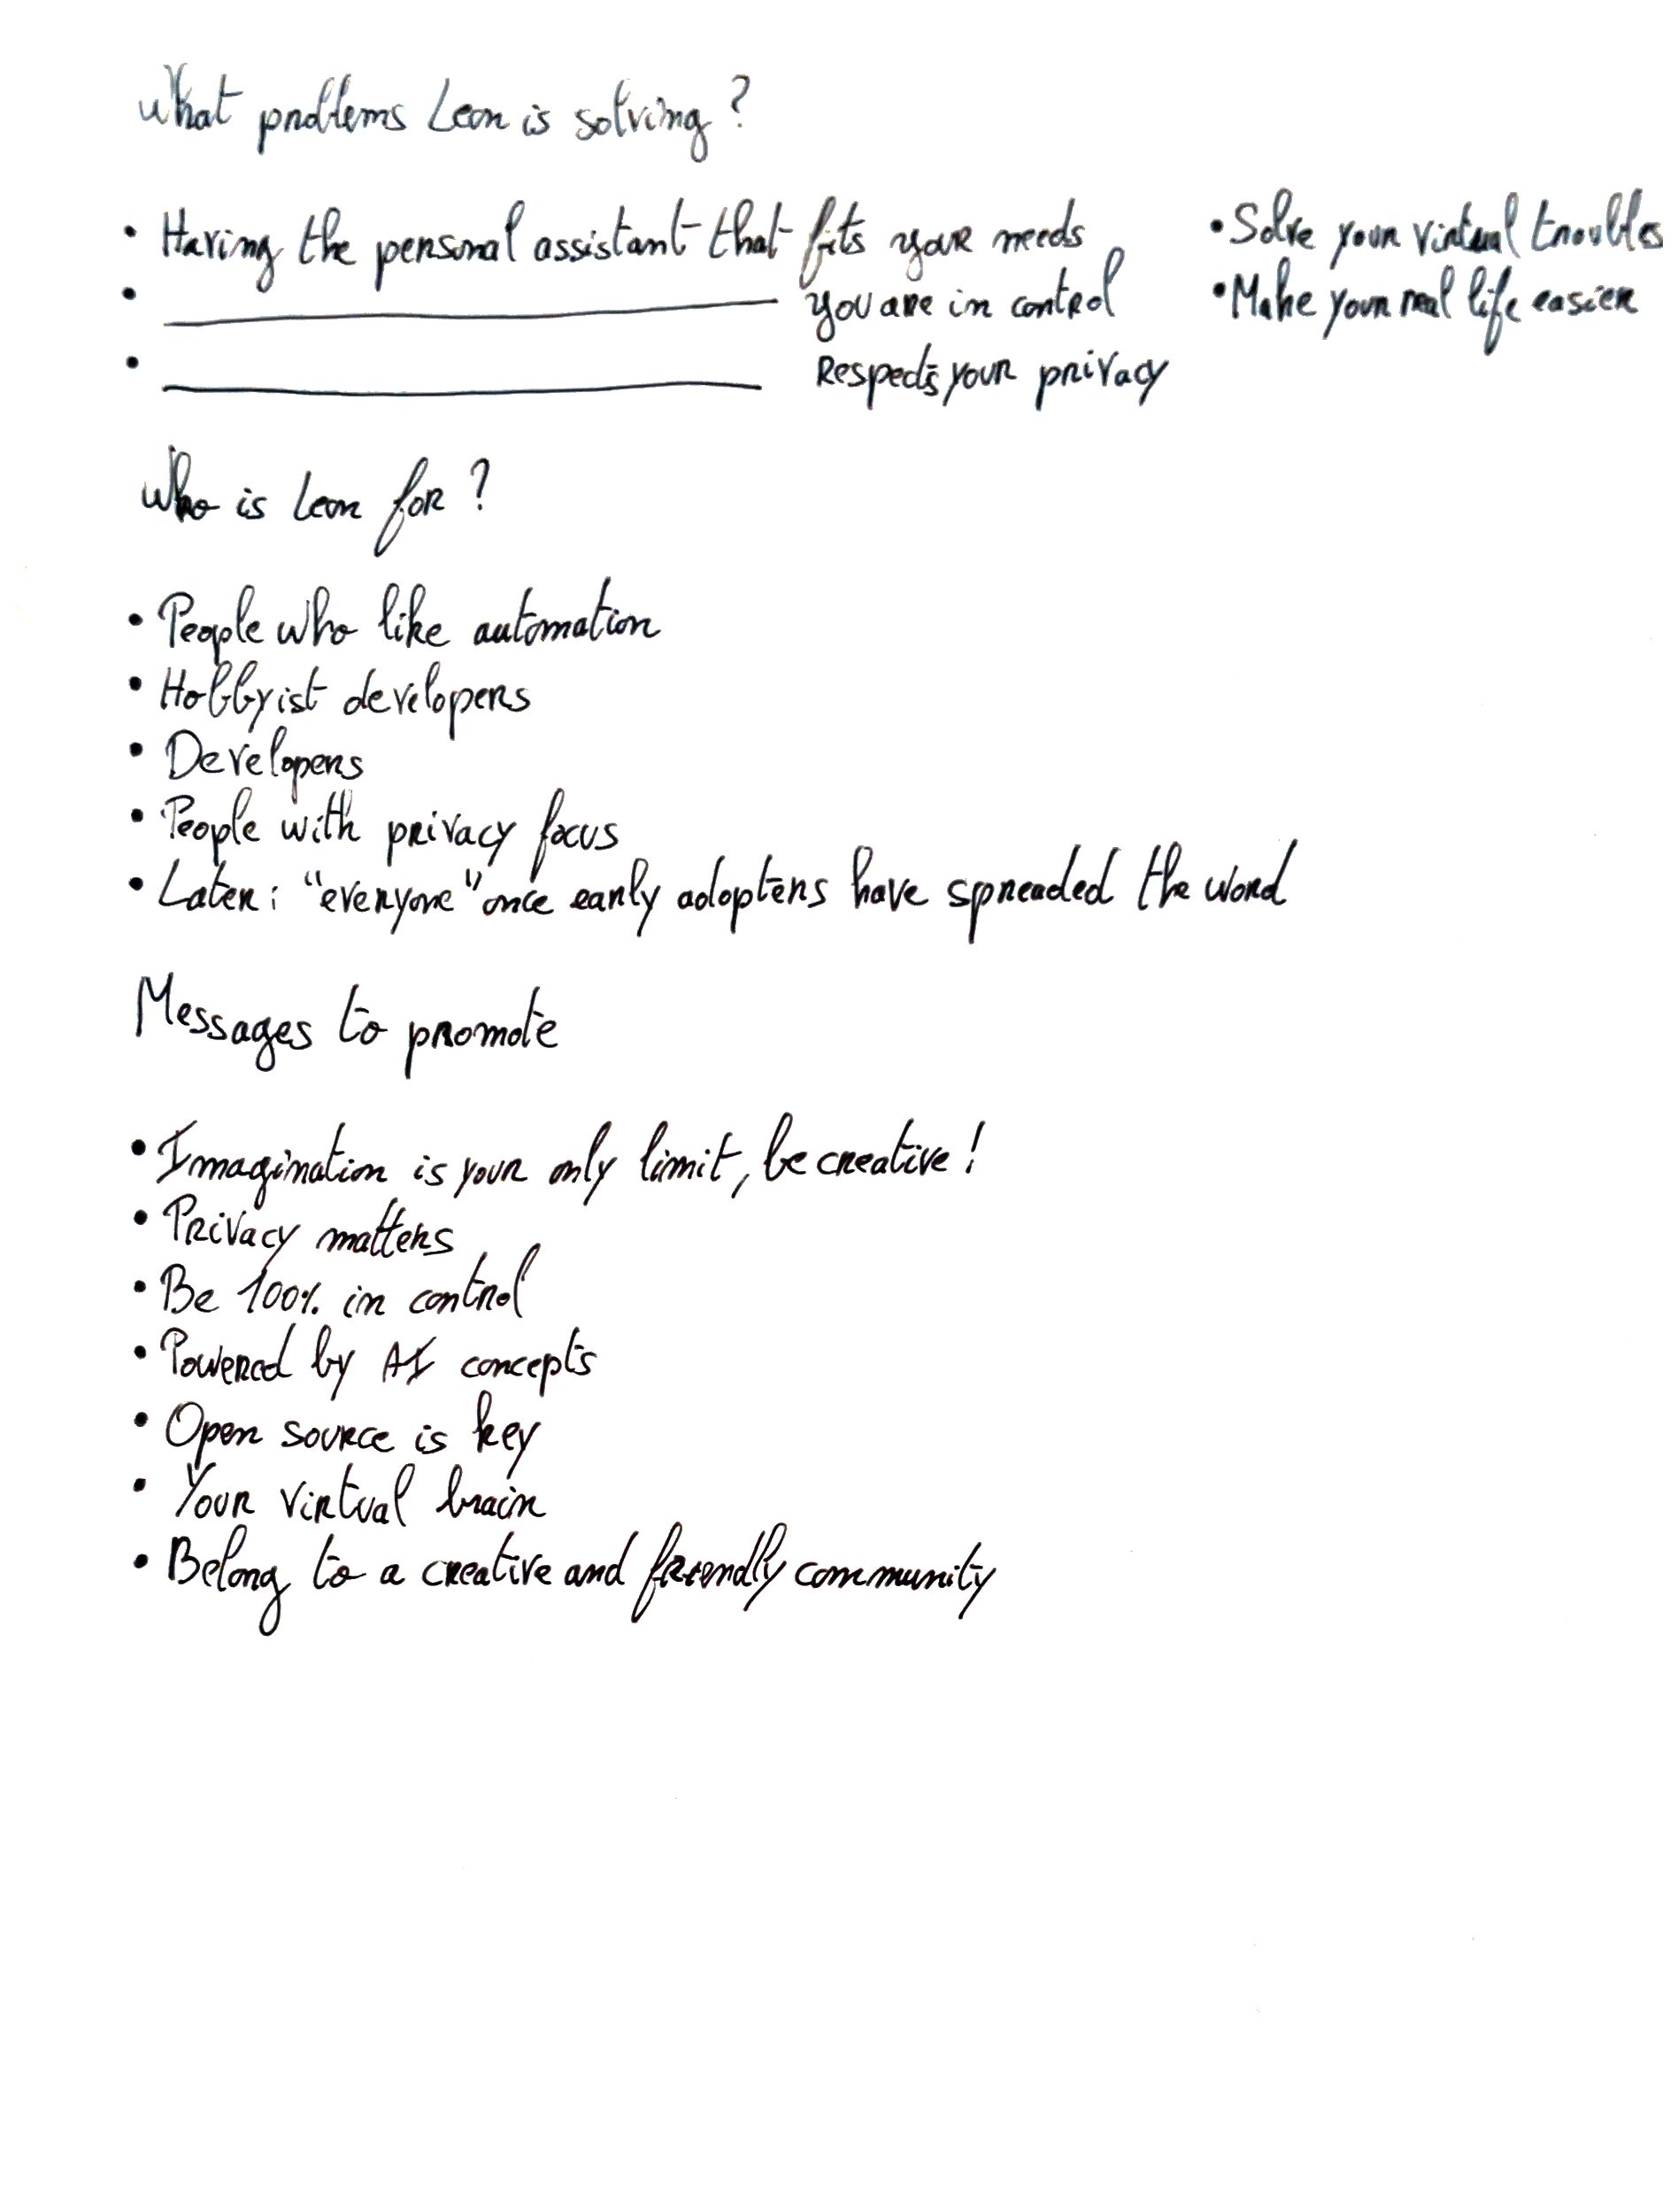 What problems Leon is solving?
• Having the personal assistant that fits your needs
• ________________ you are in control
• ________________ Respects your privacy
• Solve your virtual troubles
• Make your real life easier
Who is Leon for?
• People who like automation
• Hobbyist developers
• Developers
• People with privacy focus
• Later: "everyone" once early adopters have spreaded the word
Messages to promote
• Imagination is your only limit, be creative!
• Privacy matters
• Be 100% in control
• Powered by AI concepts
• Open source is key
• Your virtual brain
• Belong to a creative and friendly community